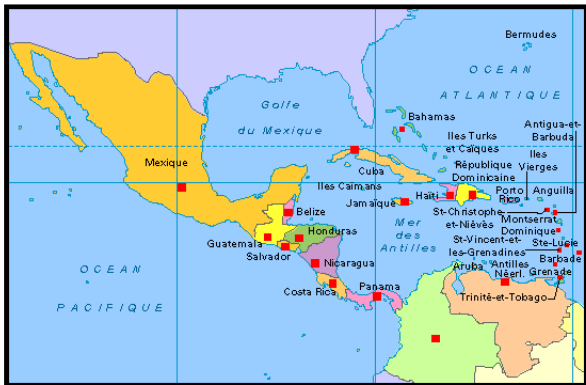 Bermudes
OCEAN
ATLANTIQUE
Golfe
du Mexique
Bahamas
Antigua-et-
Barbuda
Iles Turks
et Caïques
Iles
Vierges
Mexique
Cuba
République
Dominicaine
Iles Caïmans
Porto
Rico
Anguilla
Jamaïque
Haïti
Belize
St-Christophe
et-Niévès
Montserrat
Dominique
Mer
des
Antilles
Honduras
Guatemala
St-Vincent-et-
les-Grenadines
Ste-Lucie
Salvador
Barbade
Nicaragua
Aruba
Antilles
Néerl.
Grenade
OCEAN
PACIFIQUE
Costa Rica
Panama
Trinité-et-Tobago